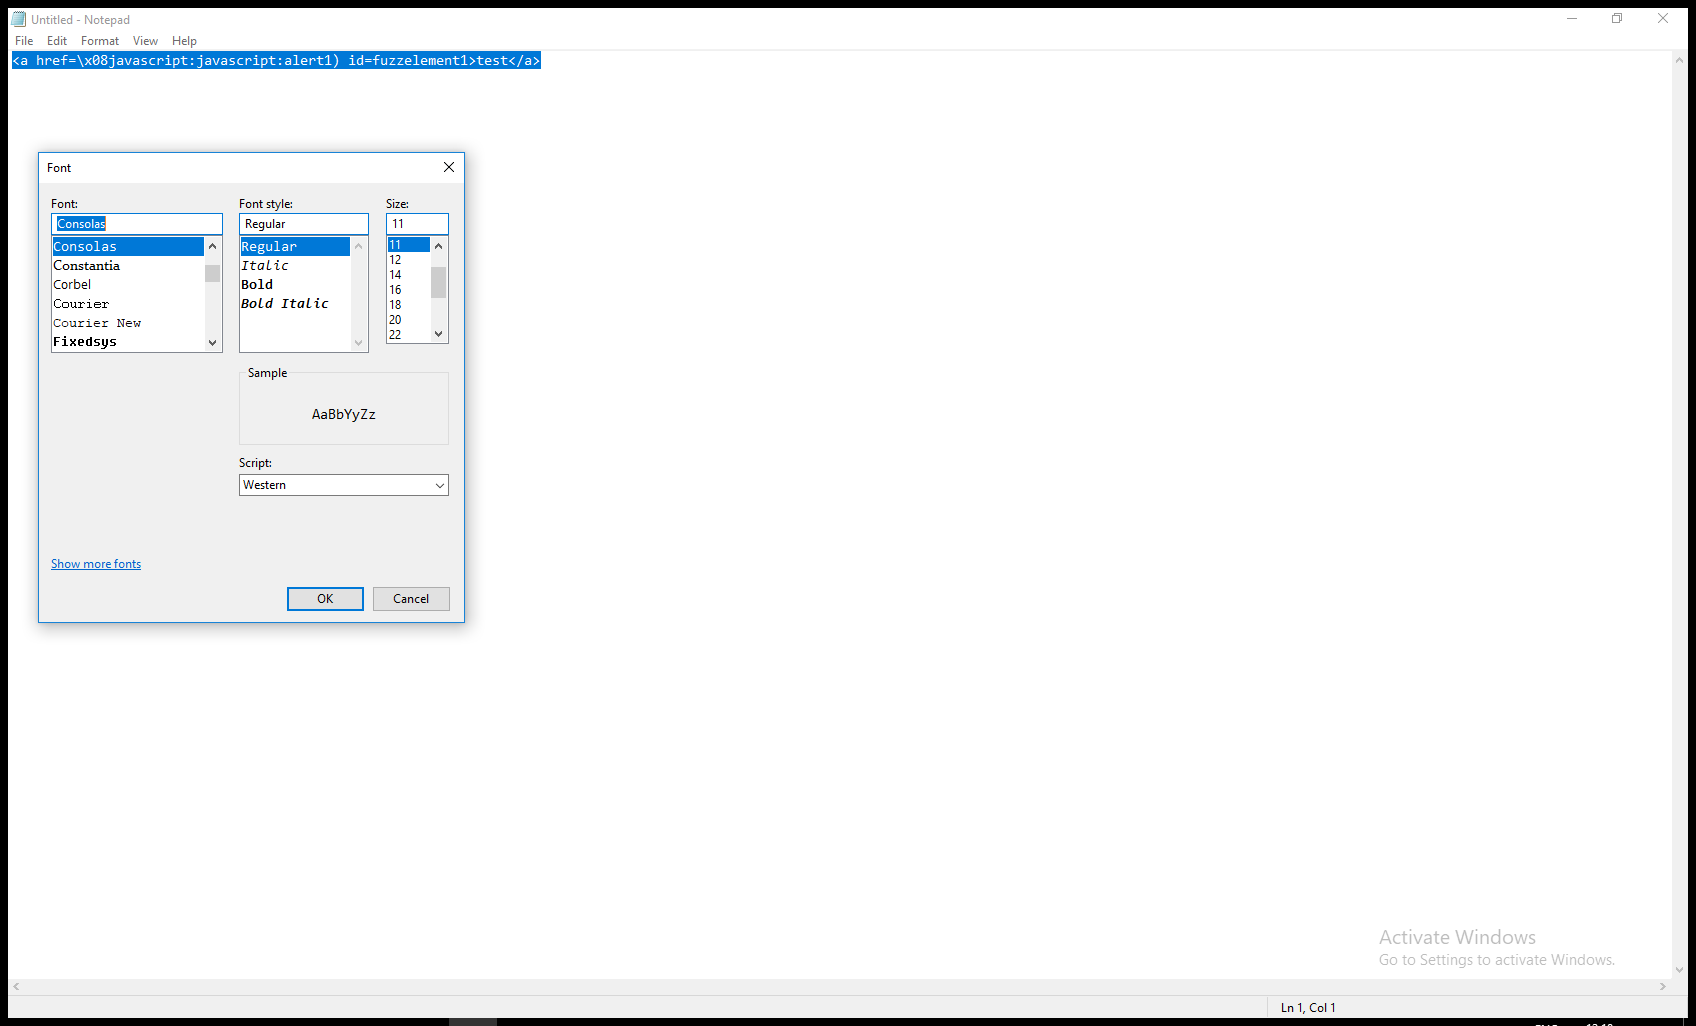 Untitled - Notepad
File Edit Format View Help
<a href=\x08javascript:javascript:alert1) id=fuzzelement1>test</a>
Font
Font: Font style: Size:
Consolas Regular 11
Consolas Regular 11
Constantia Italic 12
Corbel Bold 14
Courier Bold Italic 16
Courier New 18
Fixedsys 20
22
Sample
AaBbYyZz
Script:
Western
Show more fonts
OK Cancel
Activate Windows
Go to Settings to activate Windows.
Ln 1, Col 1